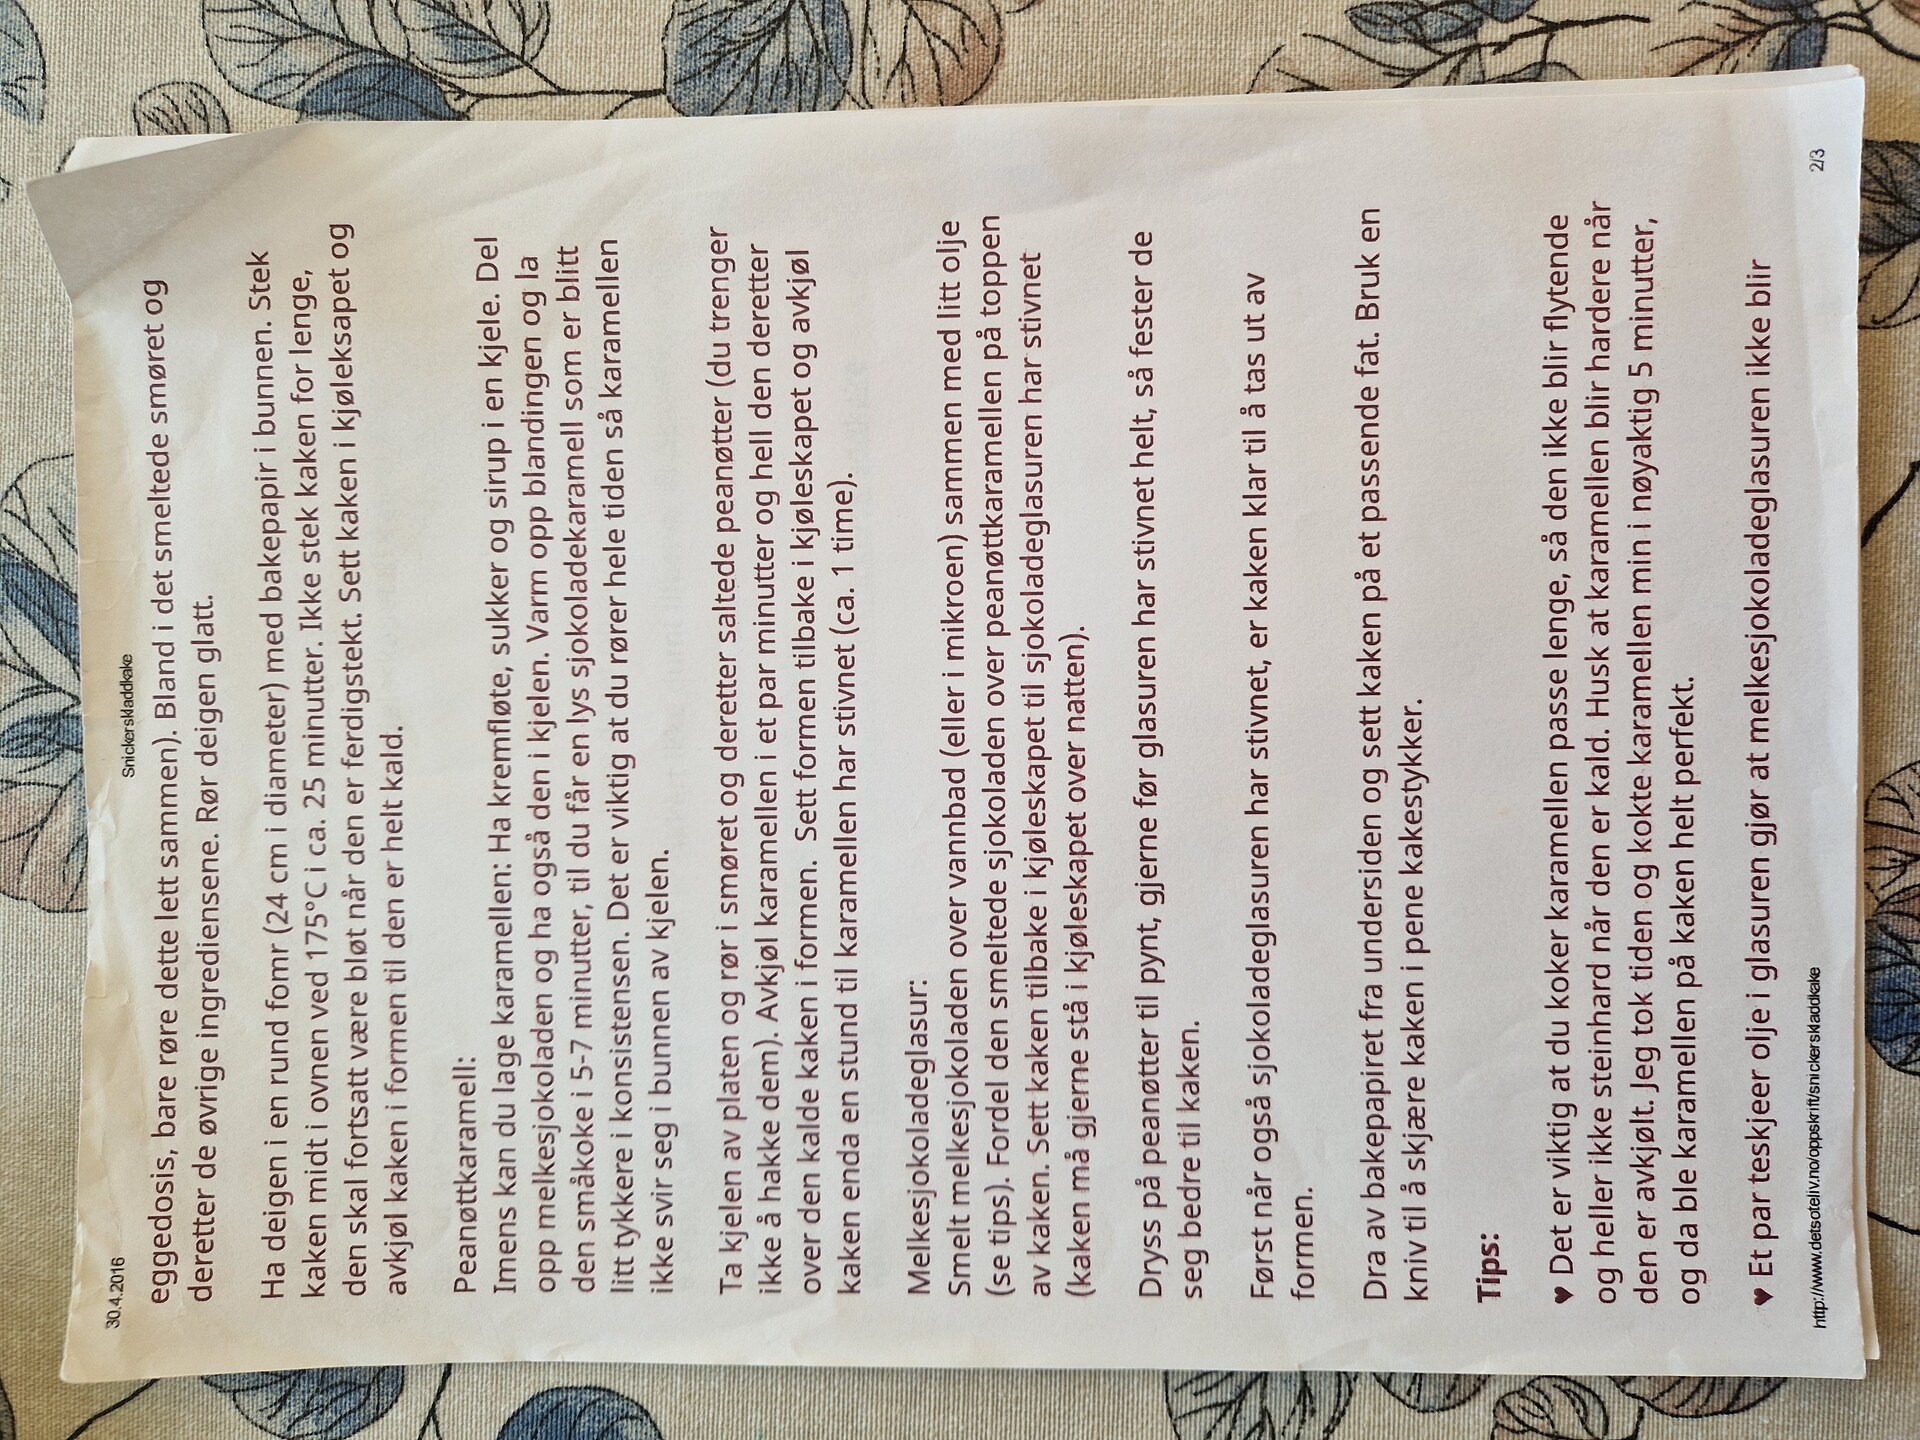 30.4.2016
Snickerskladdkake
eggedosis, bare røre dette lett sammen). Bland i det smeltede smøret og
deretter de øvrige ingrediensene. Rør deigen glatt.
Ha deigen i en rund fomr (24 cm i diameter) med bakepapir i bunnen. Stek
kaken midt i ovnen ved 175°C i ca. 25 minutter. Ikke stek kaken for lenge,
den skal fortsatt være bløt når den er ferdigstekt. Sett kaken i kjøleksapet og
avkjøl kaken i formen til den er helt kald.
Peanøttkaramell:
Imens kan du lage karamellen: Ha kremfløte, sukker og sirup i en kjele. Del
opp melkesjokoladen og ha også den i kjelen. Varm opp blandingen og la
den småkoke i 5-7 minutter, til du får en lys sjokoladekaramell som er blitt
litt tykkere i konsistensen. Det er viktig at du rører hele tiden så karamellen
ikke svir seg i bunnen av kjelen.
Ta kjelen av platen og rør i smøret og deretter saltede peanøtter (du trenger
ikke å hakke dem). Avkjøl karamellen i et par minutter og hell den deretter
over den kalde kaken i formen.  Sett formen tilbake i kjøleskapet og avkjøl
kaken enda en stund til karamellen har stivnet (ca. 1 time).
Melkesjokoladeglasur:
Smelt melkesjokoladen over vannbad (eller i mikroen) sammen med litt olje
(se tips). Fordel den smeltede sjokoladen over peanøttkaramellen på toppen
av kaken. Sett kaken tilbake i kjøleskapet til sjokoladeglasuren har stivnet
(kaken må gjerne stå i kjøleskapet over natten).
Dryss på peanøtter til pynt, gjerne før glasuren har stivnet helt, så fester de
seg bedre til kaken.
Først når også sjokoladeglasuren har stivnet, er kaken klar til å tas ut av
formen.
Dra av bakepapiret fra undersiden og sett kaken på et passende fat. Bruk en
kniv til å skjære kaken i pene kakestykker.
Tips:
♥ Det er viktig at du koker karamellen passe lenge, så den ikke blir flytende
og heller ikke steinhard når den er kald. Husk at karamellen blir hardere når
den er avkjølt. Jeg tok tiden og kokte karamellen min i nøyaktig 5 minutter,
og da ble karamellen på kaken helt perfekt.
♥ Et par teskjeer olje i glasuren gjør at melkesjokoladeglasuren ikke blir
http://www.detsoteliv.no/oppskrift/snickerskladdkake
2/3